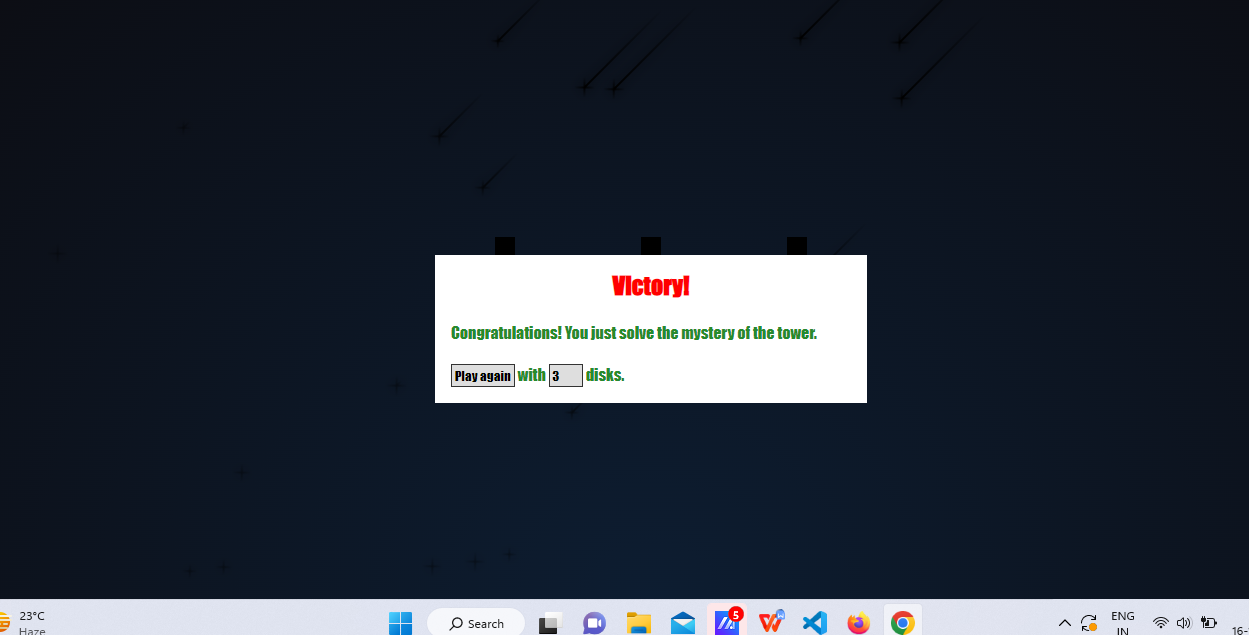 Victory!
Congratulations! You just solve the mystery of the tower.
Play again with 3 disks.
23°C
Haze
Search
5
W
ENG
IN